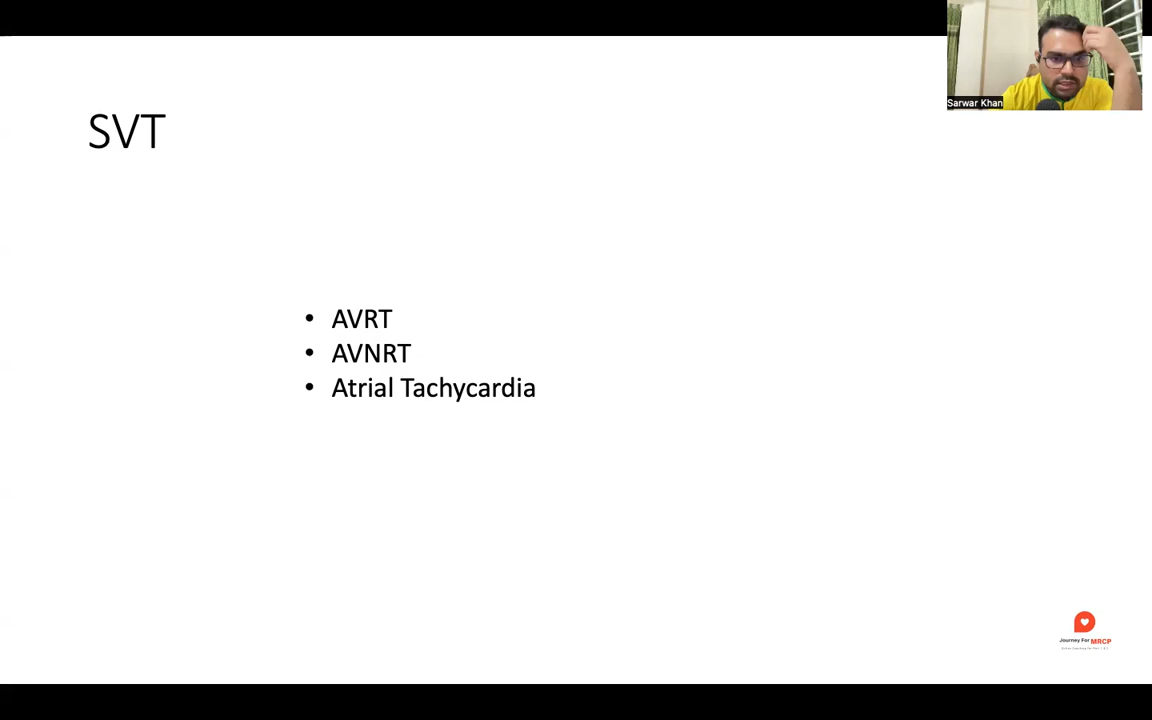 Sarwar Khan
SVT
• AVRT
• AVNRT
• Atrial Tachycardia
Journey For MRCP